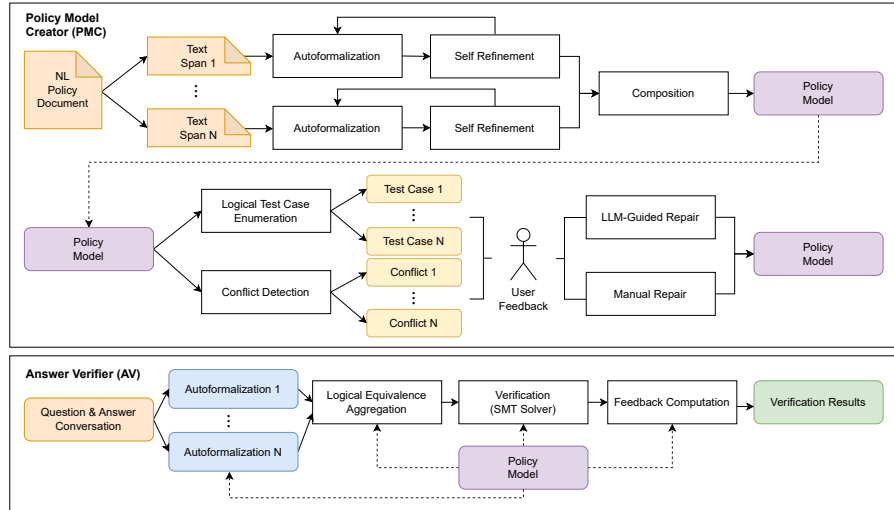 Policy Model
Creator (PMC)
NL
Policy
Document
Text
Span 1
⋮
Text
Span N
Autoformalization
Self Refinement
Autoformalization
Self Refinement
Composition
Policy
Model
Policy
Model
Logical Test Case
Enumeration
Conflict Detection
Test Case 1
⋮
Test Case N
Conflict 1
⋮
Conflict N
User
Feedback
LLM-Guided Repair
Manual Repair
Policy
Model
Answer Verifier (AV)
Question & Answer
Conversation
Autoformalization 1
⋮
Autoformalization N
Logical Equivalence
Aggregation
Verification
(SMT Solver)
Feedback Computation
Verification Results
Policy
Model